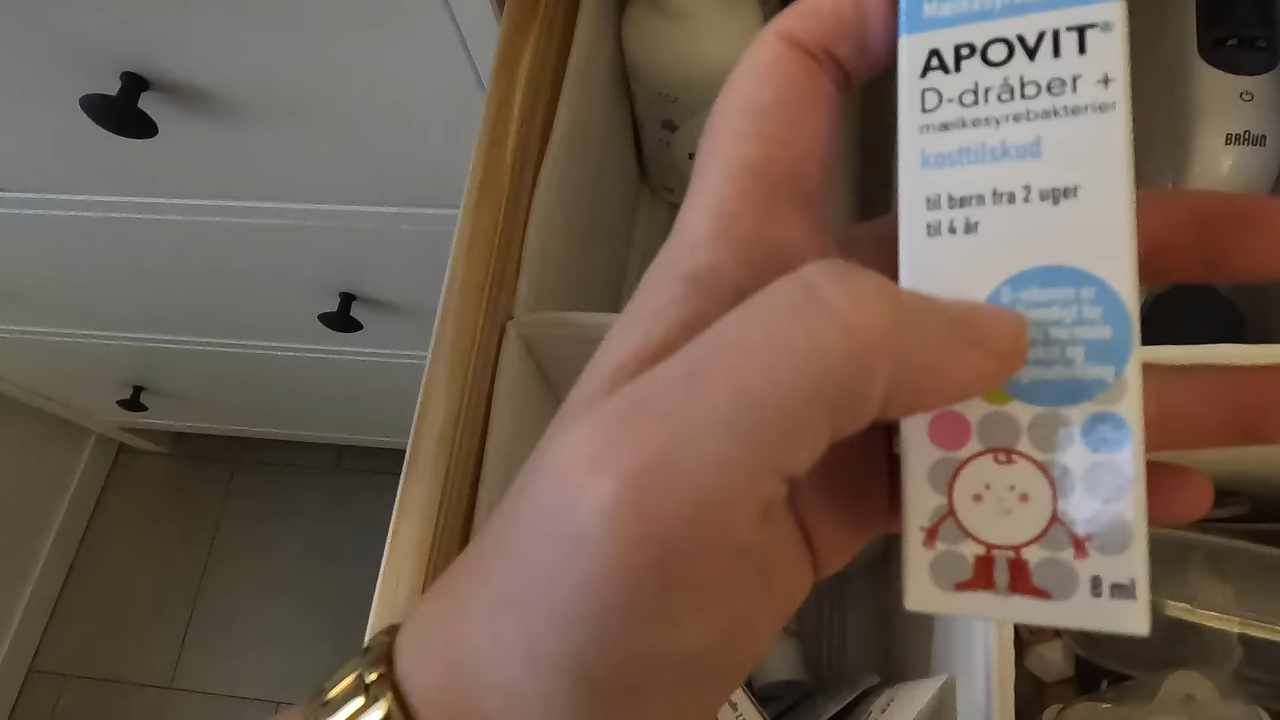 APOVIT®
D-dråber +
mælkesyrebakterier
kosttilskud
til børn fra 2 uger
til 4 år
8 ml
BRAUN